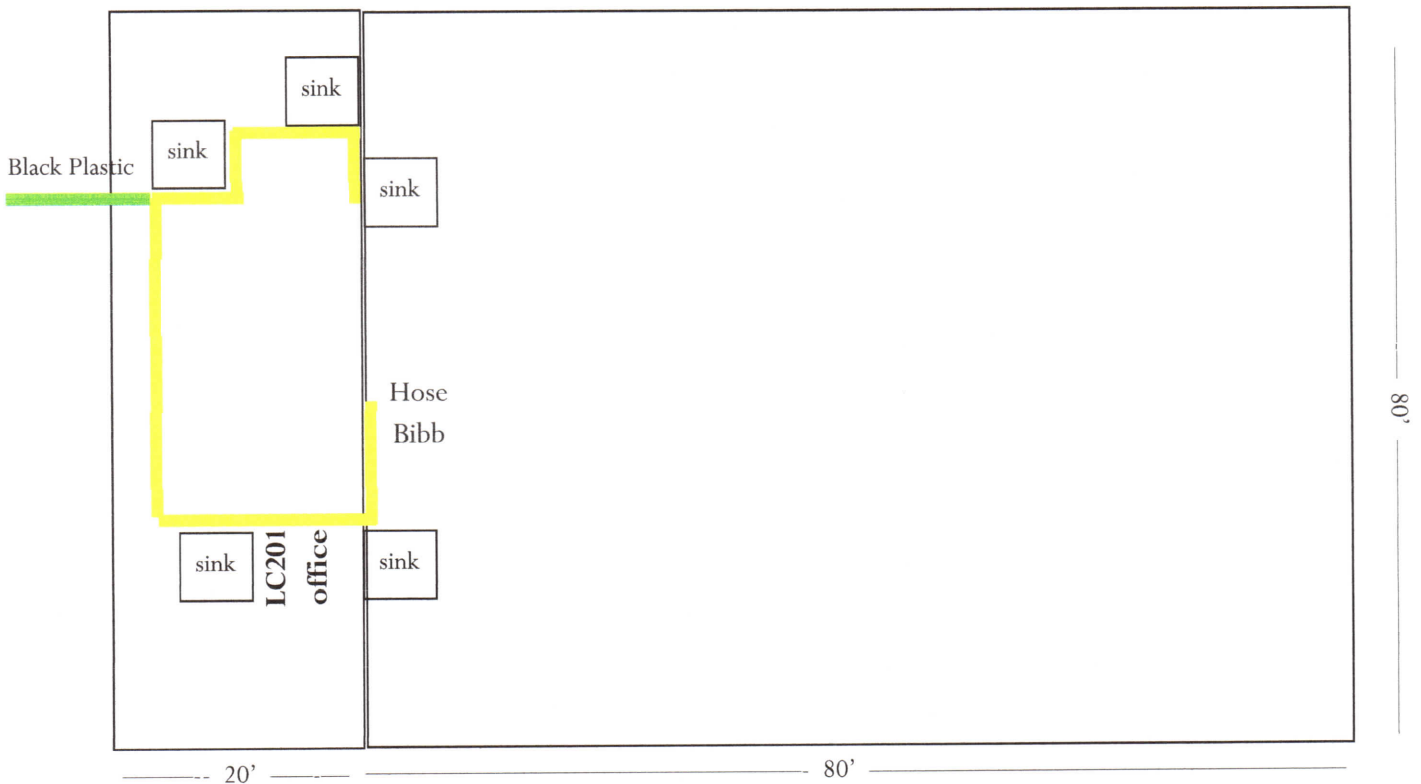 sink
sink
Black Plastic
sink
Hose
Bibb
80’
sink
LC201
office
sink
20’
80’